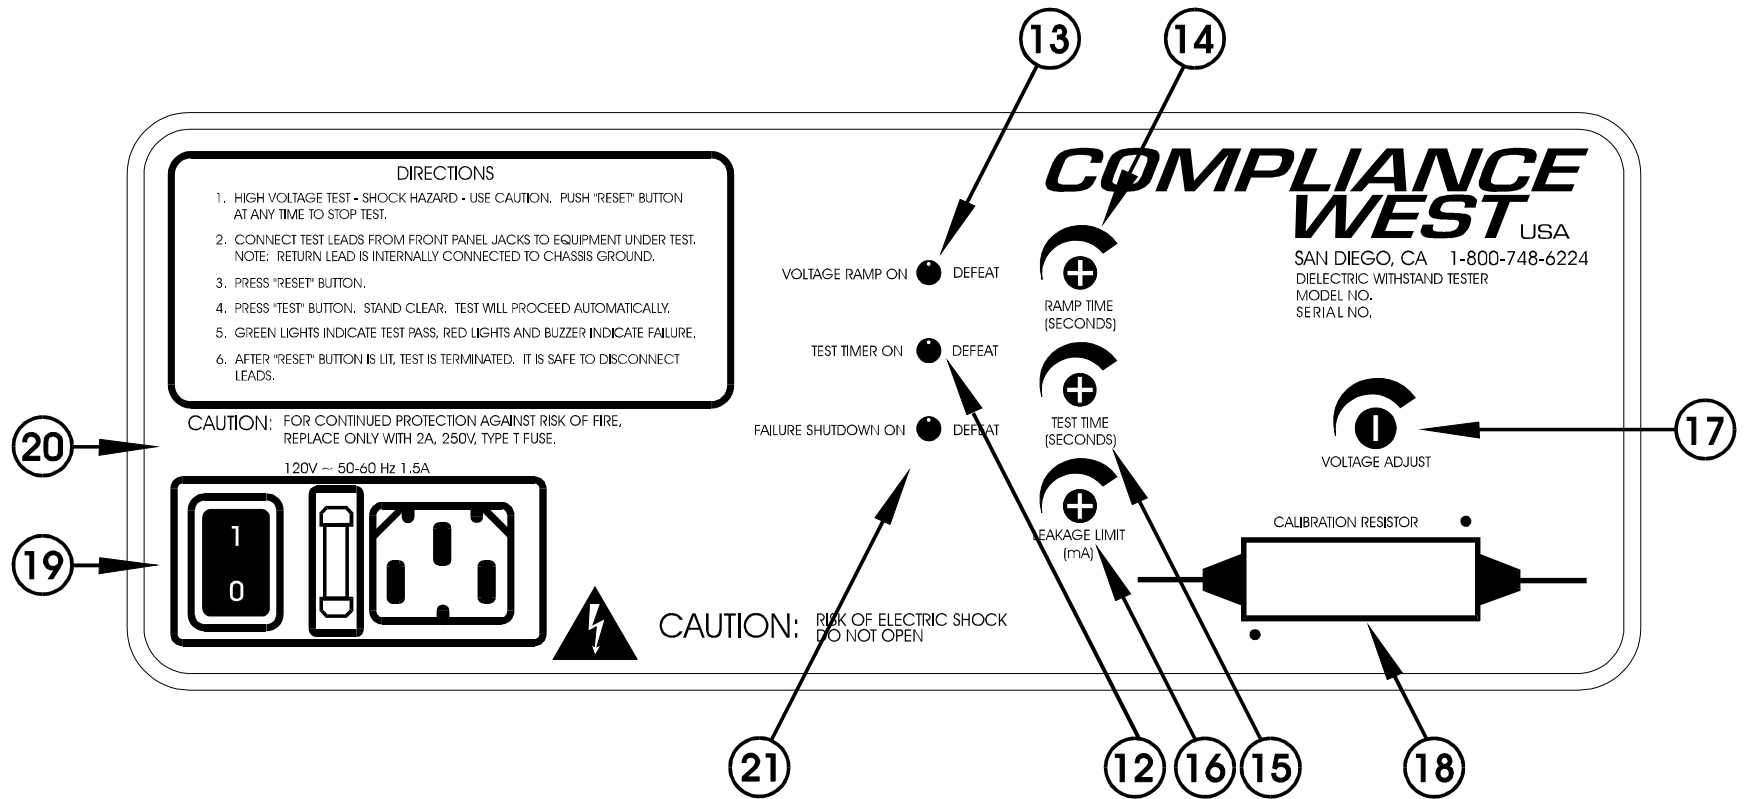 13
14
DIRECTIONS
1. HIGH VOLTAGE TEST - SHOCK HAZARD - USE CAUTION. PUSH "RESET" BUTTON
AT ANY TIME TO STOP TEST.
2. CONNECT TEST LEADS FROM FRONT PANEL JACKS TO EQUIPMENT UNDER TEST.
NOTE: RETURN LEAD IS INTERNALLY CONNECTED TO CHASSIS GROUND.
3. PRESS "RESET" BUTTON.
4. PRESS "TEST" BUTTON. STAND CLEAR. TEST WILL PROCEED AUTOMATICALLY.
5. GREEN LIGHTS INDICATE TEST PASS, RED LIGHTS AND BUZZER INDICATE FAILURE.
6. AFTER "RESET" BUTTON IS LIT, TEST IS TERMINATED. IT IS SAFE TO DISCONNECT
LEADS.
COMPLIANCE
WEST USA
SAN DIEGO, CA 1-800-748-6224
DIELECTRIC WITHSTAND TESTER
MODEL NO.
SERIAL NO.
VOLTAGE RAMP ON DEFEAT
RAMP TIME
(SECONDS)
TEST TIMER ON DEFEAT
TEST TIME
(SECONDS)
FAILURE SHUTDOWN ON DEFEAT
LEAKAGE LIMIT
(mA)
VOLTAGE ADJUST
17
CALIBRATION RESISTOR
20
CAUTION: FOR CONTINUED PROTECTION AGAINST RISK OF FIRE,
REPLACE ONLY WITH 2A, 250V, TYPE T FUSE.
120V ~ 50-60 Hz 1.5A
19
1
0
CAUTION: RISK OF ELECTRIC SHOCK
DO NOT OPEN
21
12
16
15
18